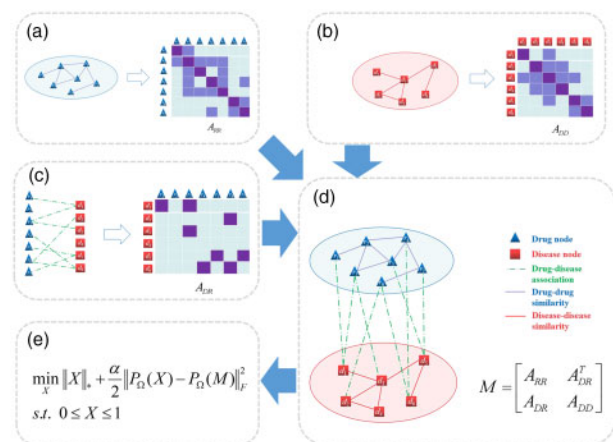 (a)
A_RR
(b)
A_DD
(c)
A_DR
(d)
Drug node
Disease node
Drug-disease
association
Drug-drug
similarity
Disease-disease
similarity
M = [A_RR A_DR^T
A_DR A_DD]
(e)
min_X ‖X‖_* + α/2 ‖P_Ω(X) − P_Ω(M)‖_F^2
s.t. 0 ≤ X ≤ 1